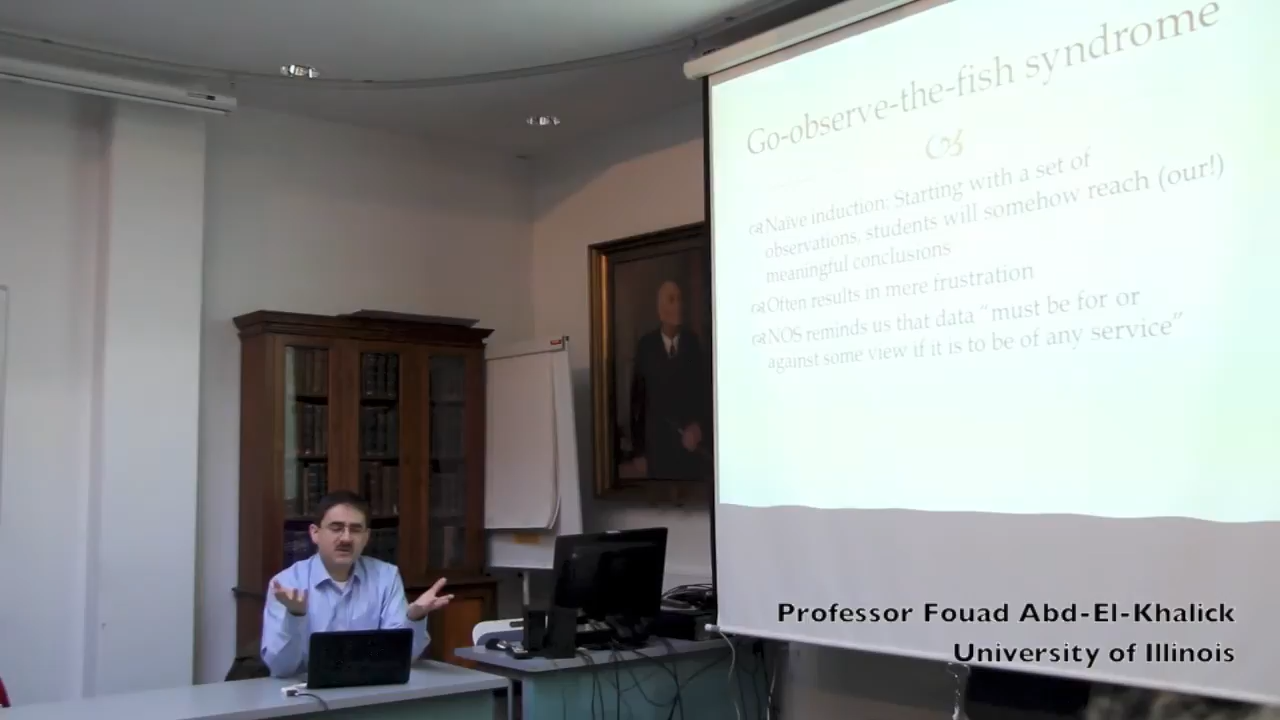 Go-observe-the-fish syndrome
Naïve induction: Starting with a set of
observations, students will somehow reach (our!)
meaningful conclusions
Often results in mere frustration
NOS reminds us that data “must be for or
against some view if it is to be of any service”
Professor Fouad Abd-El-Khalick
University of Illinois